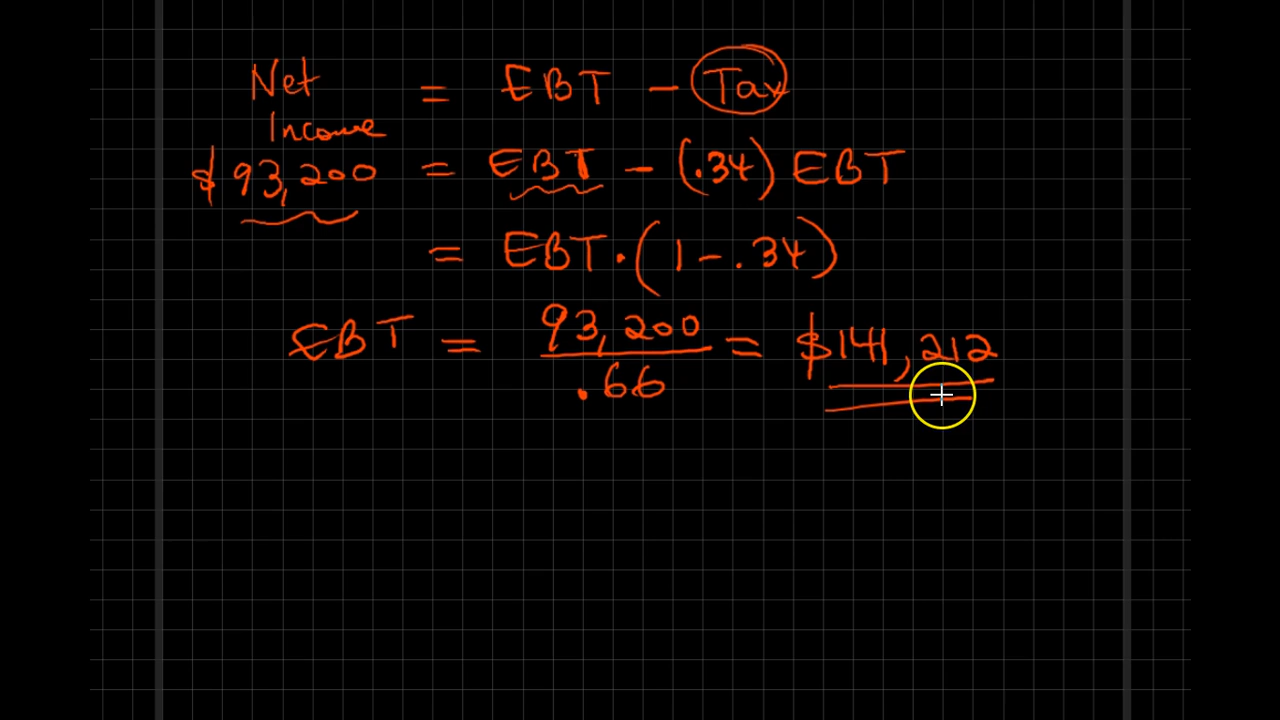 Net = EBT - Tax
Income
$93,200 = EBT - (.34) EBT
= EBT · (1 - .34)
EBT = 93,200 / .66 = $141,212